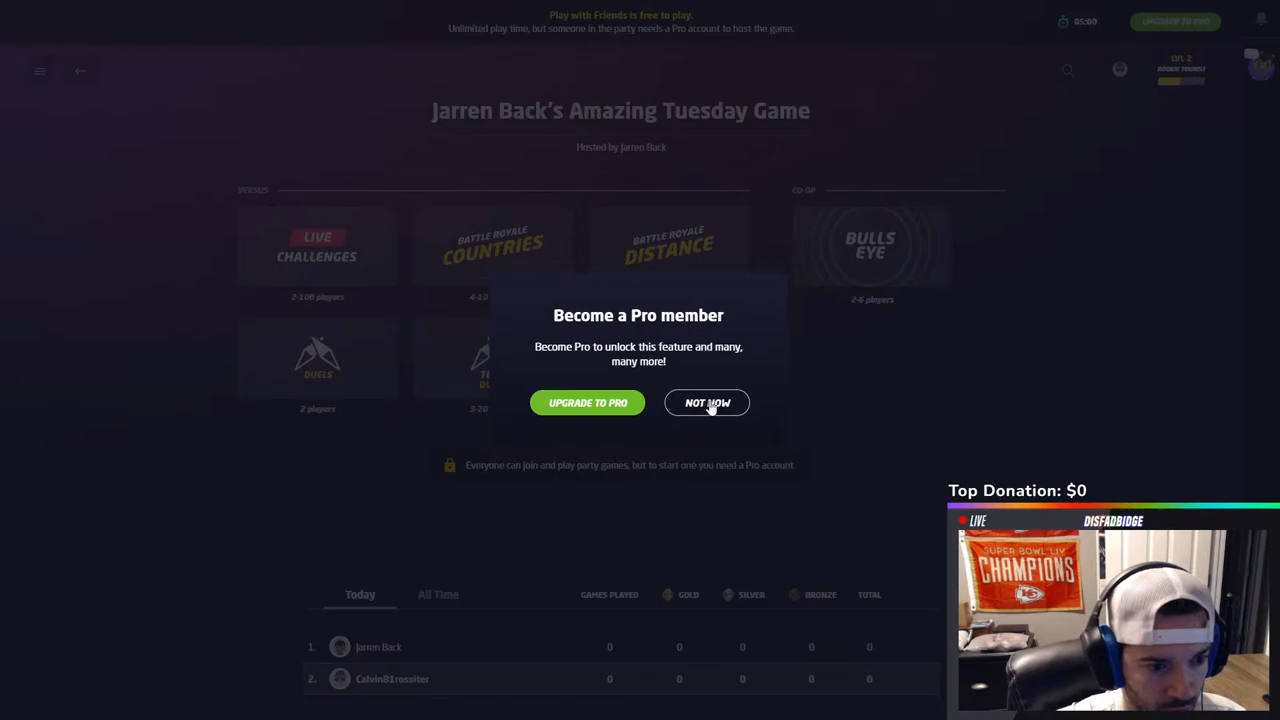 Play with Friends is free to play.
Unlimited play time, but someone in the party needs a Pro account to host the game.
05:00
UPGRADE TO PRO
LVL 2
Jarren Back's Amazing Tuesday Game
Hosted by Jarren Back
VERSUS
CO-OP
LIVE
CHALLENGES
BATTLE ROYALE
COUNTRIES
BATTLE ROYALE
DISTANCE
BULLS
EYE
2-100 players
4-10
2-6 players
DUELS
2 players
3-20
Become a Pro member
Become Pro to unlock this feature and many,
many more!
UPGRADE TO PRO
NOT NOW
Everyone can join and play party games, but to start one you need a Pro account.
Top Donation: $0
LIVE
DISFADBIDGE
SUPER BOWL LIV
CHAMPIONS
KC
Today
All Time
GAMES PLAYED
GOLD
SILVER
BRONZE
TOTAL
1. Jarren Back 0 0 0 0 0
2. Calvin81rossiter 0 0 0 0 0